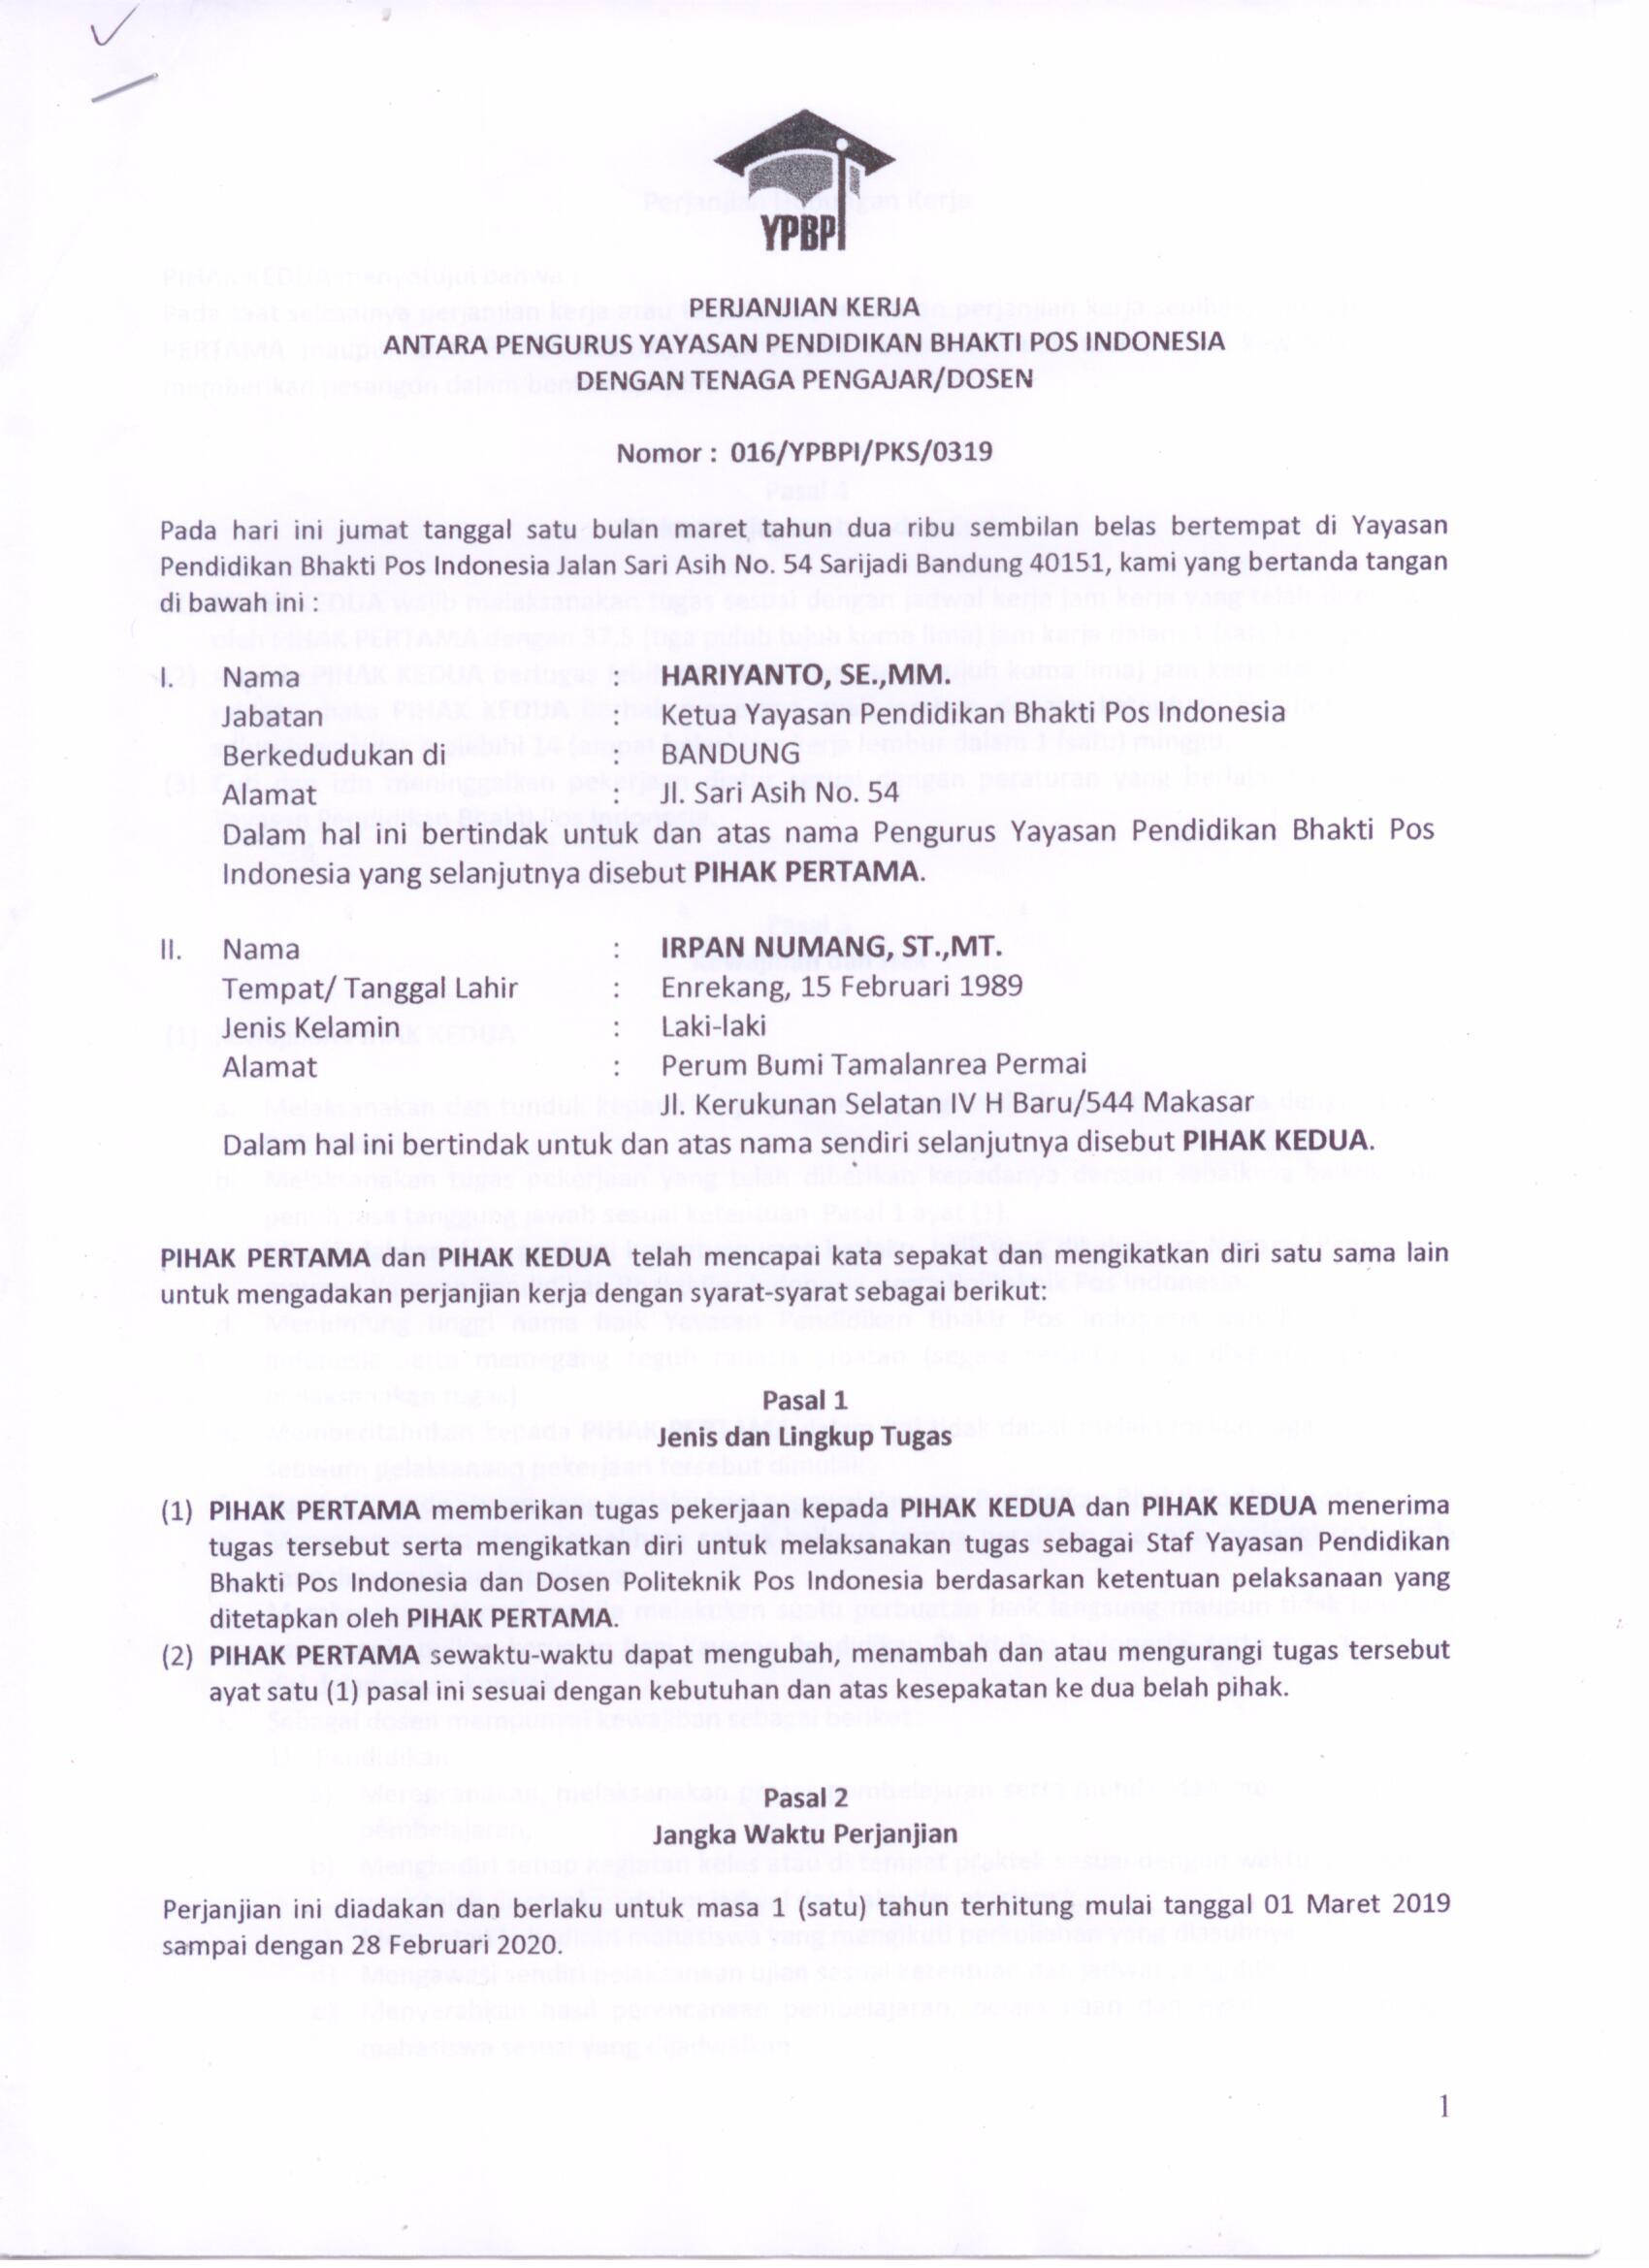 YPBPI
PERJANJIAN KERJA
ANTARA PENGURUS YAYASAN PENDIDIKAN BHAKTI POS INDONESIA
DENGAN TENAGA PENGAJAR/DOSEN
Nomor : 016/YPBPI/PKS/0319
Pada hari ini jumat tanggal satu bulan maret tahun dua ribu sembilan belas bertempat di Yayasan
Pendidikan Bhakti Pos Indonesia Jalan Sari Asih No. 54 Sarijadi Bandung 40151, kami yang bertanda tangan
di bawah ini :
I. Nama : HARIYANTO, SE.,MM.
Jabatan : Ketua Yayasan Pendidikan Bhakti Pos Indonesia
Berkedudukan di : BANDUNG
Alamat : Jl. Sari Asih No. 54
Dalam hal ini bertindak untuk dan atas nama Pengurus Yayasan Pendidikan Bhakti Pos
Indonesia yang selanjutnya disebut PIHAK PERTAMA.
II. Nama : IRPAN NUMANG, ST.,MT.
Tempat/ Tanggal Lahir : Enrekang, 15 Februari 1989
Jenis Kelamin : Laki-laki
Alamat : Perum Bumi Tamalanrea Permai
Jl. Kerukunan Selatan IV H Baru/544 Makasar
Dalam hal ini bertindak untuk dan atas nama sendiri selanjutnya disebut PIHAK KEDUA.
PIHAK PERTAMA dan PIHAK KEDUA telah mencapai kata sepakat dan mengikatkan diri satu sama lain
untuk mengadakan perjanjian kerja dengan syarat-syarat sebagai berikut:
Pasal 1
Jenis dan Lingkup Tugas
(1) PIHAK PERTAMA memberikan tugas pekerjaan kepada PIHAK KEDUA dan PIHAK KEDUA menerima
tugas tersebut serta mengikatkan diri untuk melaksanakan tugas sebagai Staf Yayasan Pendidikan
Bhakti Pos Indonesia dan Dosen Politeknik Pos Indonesia berdasarkan ketentuan pelaksanaan yang
ditetapkan oleh PIHAK PERTAMA.
(2) PIHAK PERTAMA sewaktu-waktu dapat mengubah, menambah dan atau mengurangi tugas tersebut
ayat satu (1) pasal ini sesuai dengan kebutuhan dan atas kesepakatan ke dua belah pihak.
Pasal 2
Jangka Waktu Perjanjian
Perjanjian ini diadakan dan berlaku untuk masa 1 (satu) tahun terhitung mulai tanggal 01 Maret 2019
sampai dengan 28 Februari 2020.
1